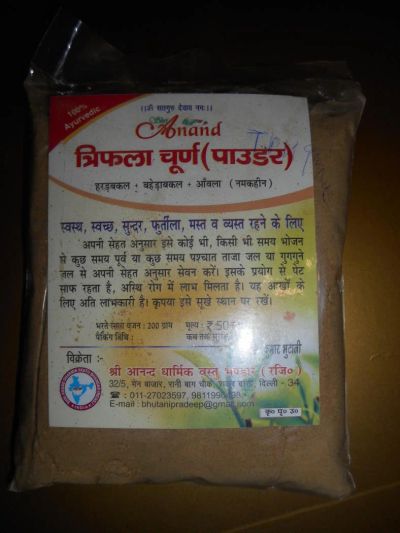 ।।ॐ सतगुरु देवाय नमः।।
100% Ayurvedic
Anand
त्रिफला चूर्ण (पाउडर)
हरड़बकल + बहेड़ाबकल + आँवला (नमकहीन)
स्वस्थ, स्वच्छ, सुन्दर, फुर्तीला, मस्त व व्यस्त रहने के लिए
अपनी सेहत अनुसार इसे कोई भी, किसी भी समय भोजन
से कुछ समय पूर्व या कुछ समय पश्चात ताजा जल या गुनगुने
जल से अपनी सेहत अनुसार सेवन करें। इसके प्रयोग से पेट
साफ रहता है, अस्थि रोग में लाभ मिलता है। यह आखों के
लिए अति लाभकारी है। कृपया इसे सूखे स्थान पर रखें।
भरते समय वजन : 200 ग्राम मूल्य : ₹ 50
पैकिंग तिथि :
कुमार भुटानी
विक्रेता :-
श्री आनन्द धार्मिक वस्तु भण्डार (रजि०)
32/5, मेन बाजार, रानी बाग चौक, शकूर बस्ती, दिल्ली - 34
: 011-27023597,
E-mail : bhutanipradeep@gmail.com
कृ० पृ० उ०